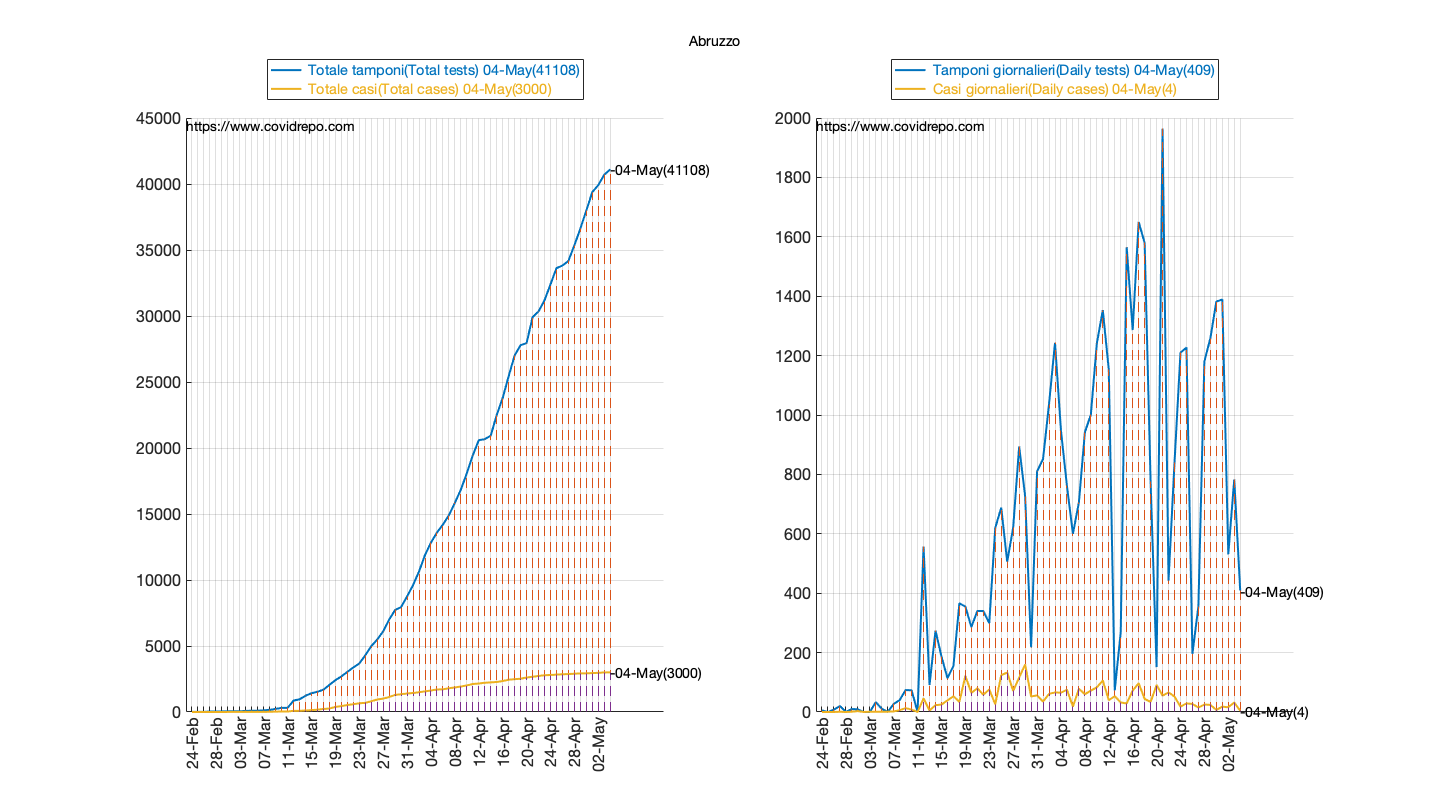 Abruzzo
Totale tamponi(Total tests) 04-May(41108)
Totale casi(Total cases) 04-May(3000)
45000
https://www.covidrepo.com
40000
35000
30000
25000
20000
15000
10000
5000
0
04-May(41108)
04-May(3000)
24-Feb
28-Feb
03-Mar
07-Mar
11-Mar
15-Mar
19-Mar
23-Mar
27-Mar
31-Mar
04-Apr
08-Apr
12-Apr
16-Apr
20-Apr
24-Apr
28-Apr
02-May
Tamponi giornalieri(Daily tests) 04-May(409)
Casi giornalieri(Daily cases) 04-May(4)
2000
https://www.covidrepo.com
1800
1600
1400
1200
1000
800
600
400
200
0
04-May(409)
04-May(4)
24-Feb
28-Feb
03-Mar
07-Mar
11-Mar
15-Mar
19-Mar
23-Mar
27-Mar
31-Mar
04-Apr
08-Apr
12-Apr
16-Apr
20-Apr
24-Apr
28-Apr
02-May